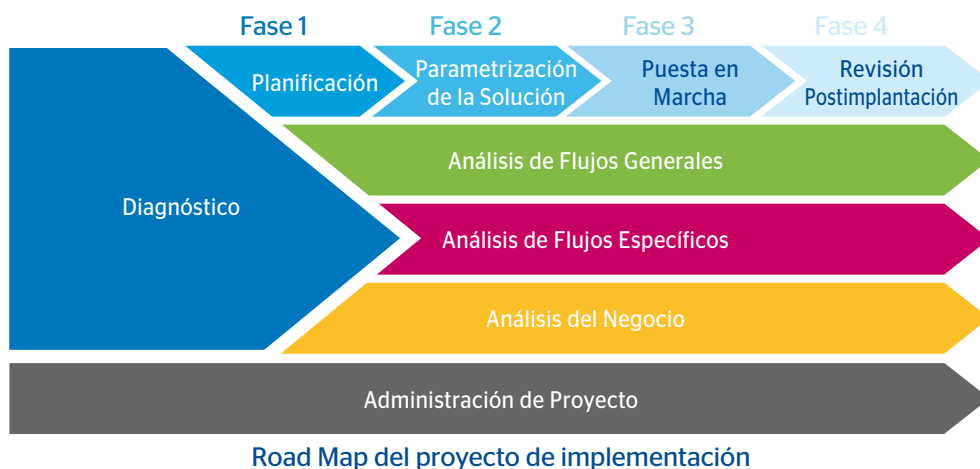 Fase 1
Fase 2
Fase 3
Fase 4
Planificación
Parametrización
de la Solución
Puesta en
Marcha
Revisión
Postimplantación
Análisis de Flujos Generales
Diagnóstico
Análisis de Flujos Específicos
Análisis del Negocio
Administración de Proyecto
Road Map del proyecto de implementación